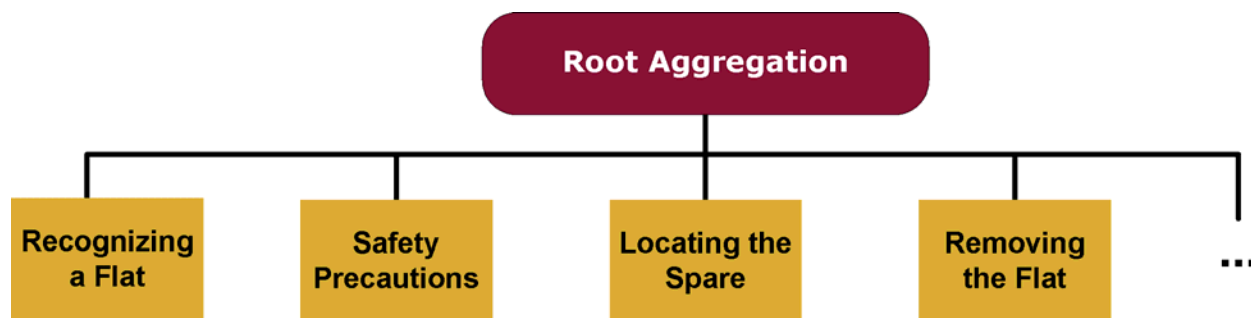 Root Aggregation
Recognizing
a Flat
Safety
Precautions
Locating the
Spare
Removing
the Flat
...